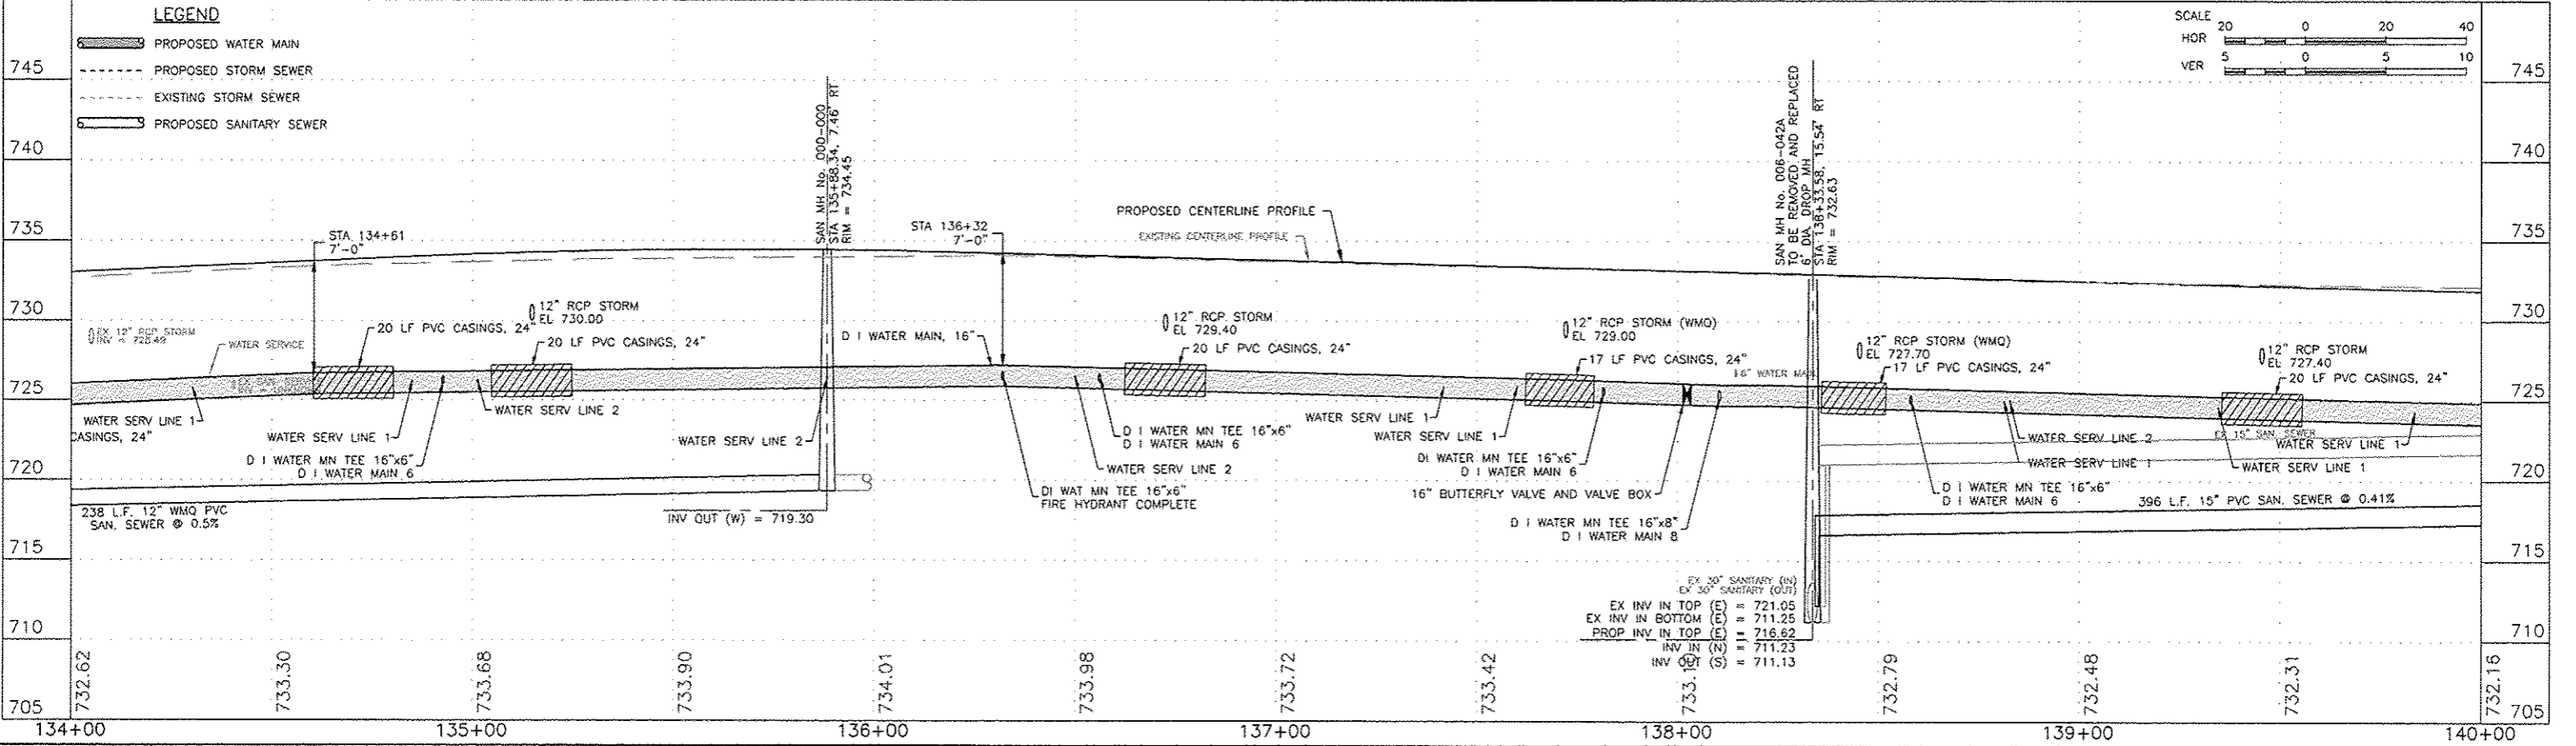 LEGEND
PROPOSED WATER MAIN
PROPOSED STORM SEWER
EXISTING STORM SEWER
PROPOSED SANITARY SEWER
SCALE
HOR
20 0 20 40
VER
5 0 5 10
745
740
735
730
725
720
715
710
705
745
740
735
730
725
720
715
710
705
STA 134+61
7'-0"
SAN MH No. 000-000
STA 135+88.34, 7.46' RT
RIM = 734.45
STA 136+32
7'-0"
PROPOSED CENTERLINE PROFILE
EXISTING CENTERLINE PROFILE
SAN MH No. 006-042A
TO BE REMOVED AND REPLACED
6' DIA. DROP MH
STA 138+33.58, 15.54' RT
RIM = 732.63
EX 12" RCP STORM
INV = 728.49
WATER SERVICE
20 LF PVC CASINGS, 24"
12" RCP STORM
EL 730.00
20 LF PVC CASINGS, 24"
D I WATER MAIN, 16"
12" RCP STORM
EL 729.40
20 LF PVC CASINGS, 24"
12" RCP STORM (WMQ)
EL 729.00
17 LF PVC CASINGS, 24"
16" WATER MAI
12" RCP STORM (WMQ)
EL 727.70
17 LF PVC CASINGS, 24"
12" RCP STORM
EL 727.40
20 LF PVC CASINGS, 24"
WATER SERV LINE 1
CASINGS, 24"
WATER SERV LINE 1
D I WATER MN TEE 16"x6"
D I WATER MAIN 6
WATER SERV LINE 2
WATER SERV LINE 2
DI WAT MN TEE 16"x6"
FIRE HYDRANT COMPLETE
WATER SERV LINE 2
D I WATER MN TEE 16"x6"
D I WATER MAIN 6
WATER SERV LINE 1
WATER SERV LINE 1
DI WATER MN TEE 16"x6"
D I WATER MAIN 6
16" BUTTERFLY VALVE AND VALVE BOX
D I WATER MN TEE 16"x8"
D I WATER MAIN 8
D I WATER MN TEE 16"x6"
D I WATER MAIN 6
WATER SERV LINE 2
WATER SERV LINE 1
EX 15" SAN. SEWER
WATER SERV LINE 1
WATER SERV LINE 1
238 L.F. 12" WMQ PVC
SAN. SEWER @ 0.5%
INV OUT (W) = 719.30
396 L.F. 15" PVC SAN. SEWER @ 0.41%
EX 30" SANITARY (IN)
EX 30" SANITARY (OUT)
EX INV IN TOP (E) = 721.05
EX INV IN BOTTOM (E) = 711.25
PROP INV IN TOP (E) = 716.62
INV IN (N) = 711.23
INV OUT (S) = 711.13
732.62
733.30
733.68
733.90
734.01
733.98
733.72
733.42
732.79
732.48
732.31
732.16
134+00
135+00
136+00
137+00
138+00
139+00
140+00